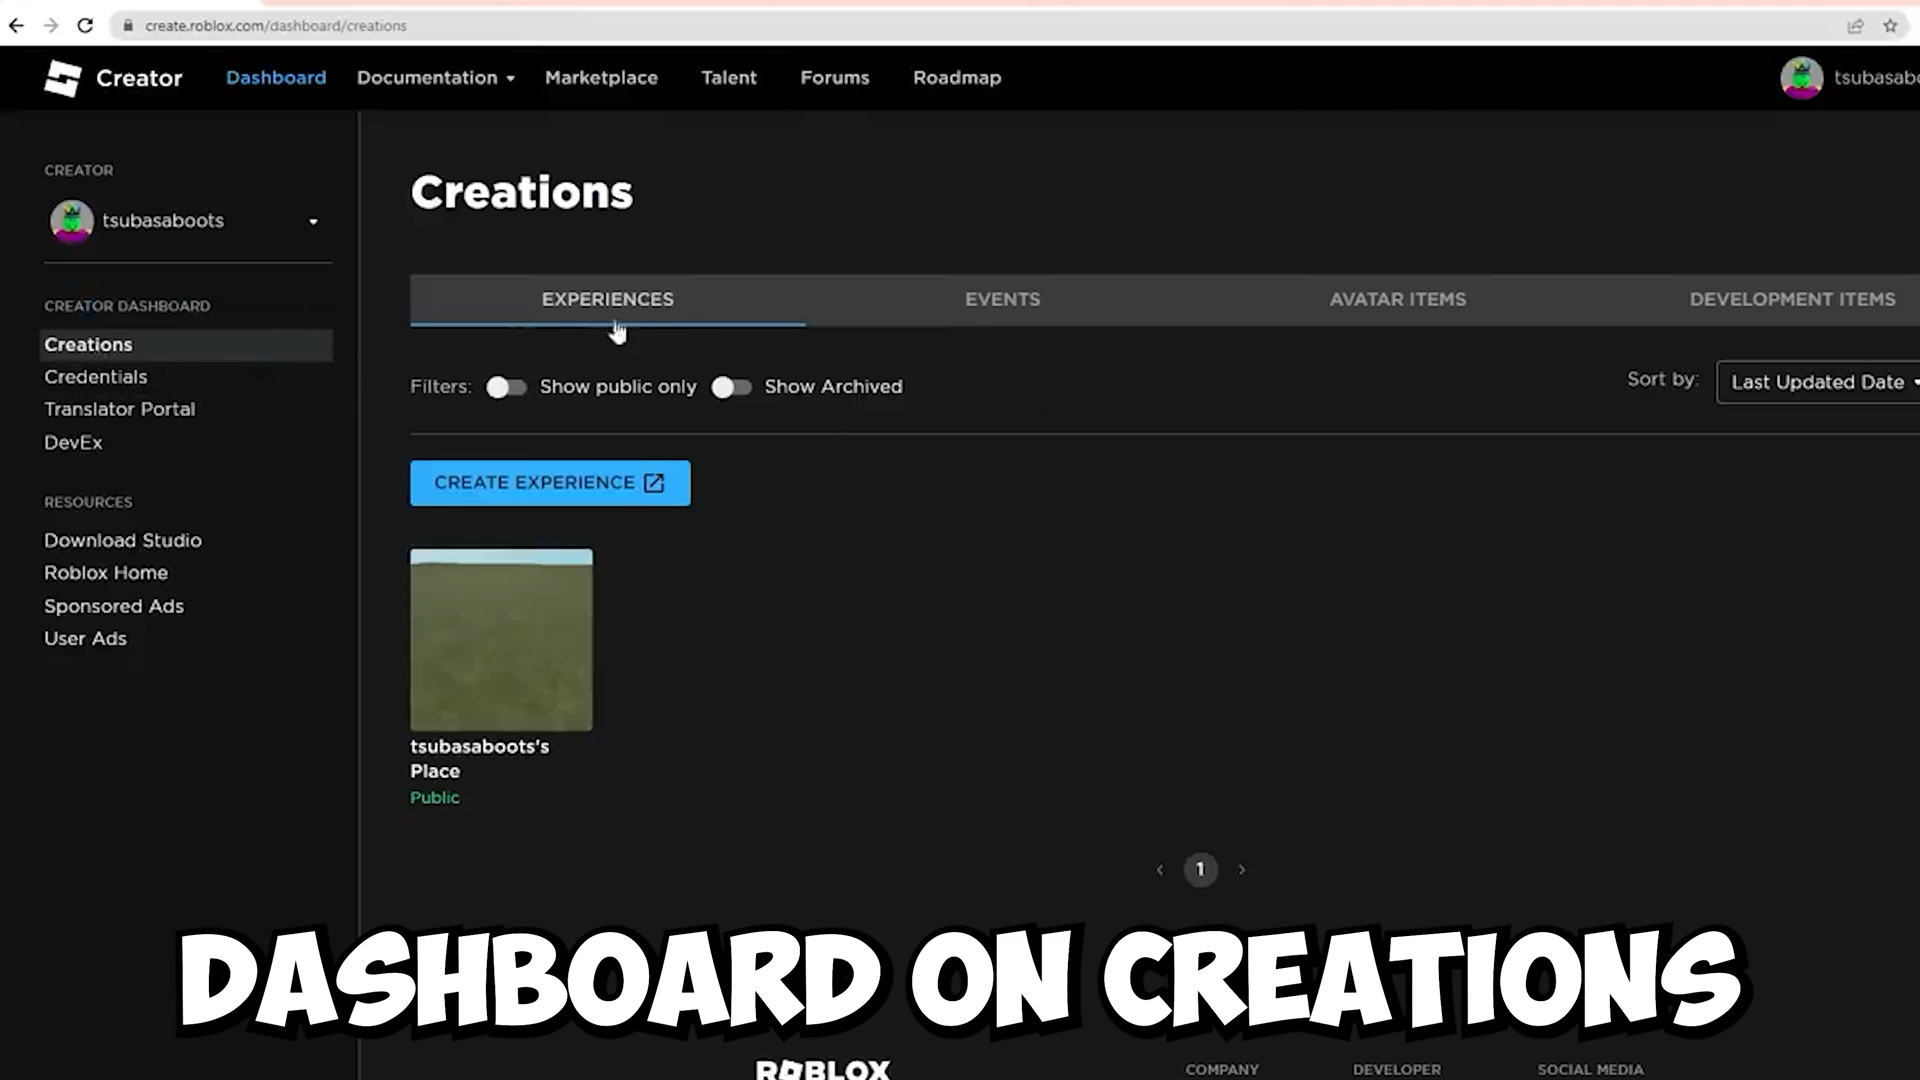 create.roblox.com/dashboard/creations
Creator
Dashboard
Documentation
Marketplace
Talent
Forums
Roadmap
tsubasabo
CREATOR
tsubasaboots
CREATOR DASHBOARD
Creations
Credentials
Translator Portal
DevEx
RESOURCES
Download Studio
Roblox Home
Sponsored Ads
User Ads
Creations
EXPERIENCES
EVENTS
AVATAR ITEMS
DEVELOPMENT ITEMS
Filters:
Show public only
Show Archived
Sort by:
Last Updated Date
CREATE EXPERIENCE
tsubasaboots's
Place
Public
1
DASHBOARD ON CREATIONS
ROBLOX
COMPANY
DEVELOPER
SOCIAL MEDIA